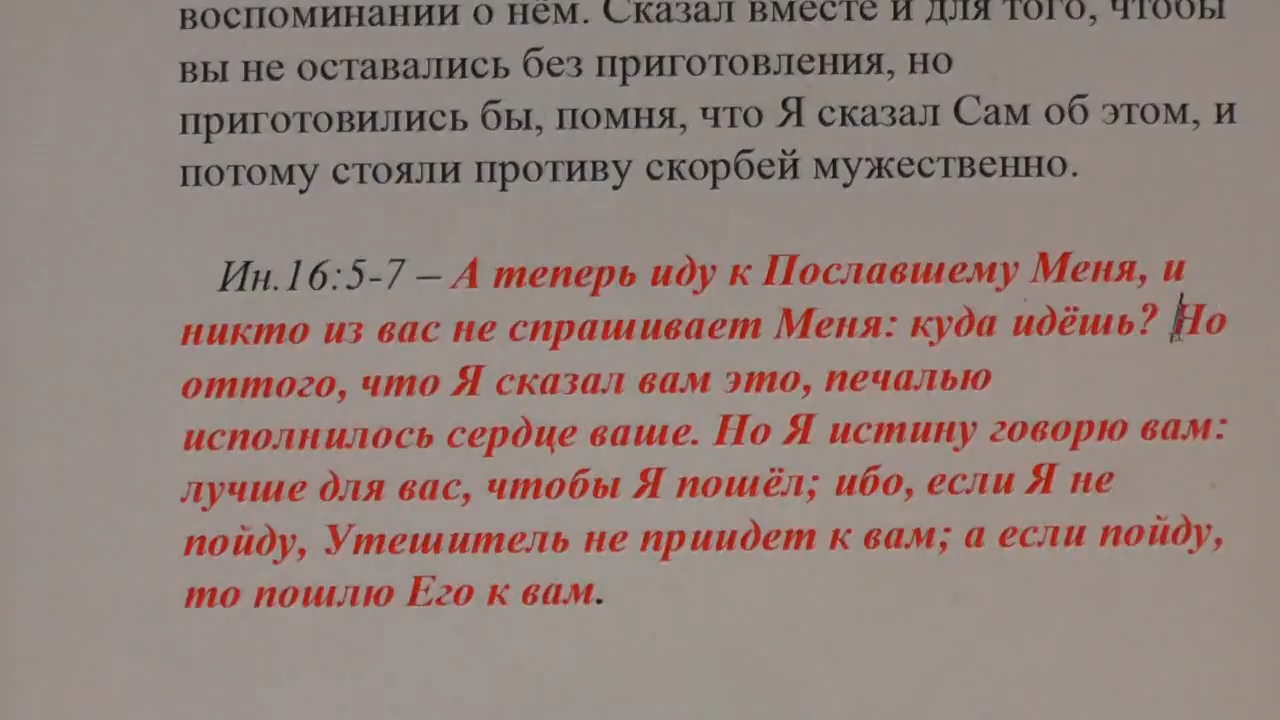 воспоминании о нём. Сказал вместе и для того, чтобы
вы не оставались без приготовления, но
приготовились бы, помня, что Я сказал Сам об этом, и
потому стояли противу скорбей мужественно.
Ин.16:5-7 – А теперь иду к Пославшему Меня, и
никто из вас не спрашивает Меня: куда идёшь? Но
оттого, что Я сказал вам это, печалью
исполнилось сердце ваше. Но Я истину говорю вам:
лучше для вас, чтобы Я пошёл; ибо, если Я не
пойду, Утешитель не приидет к вам; а если пойду,
то пошлю Его к вам.